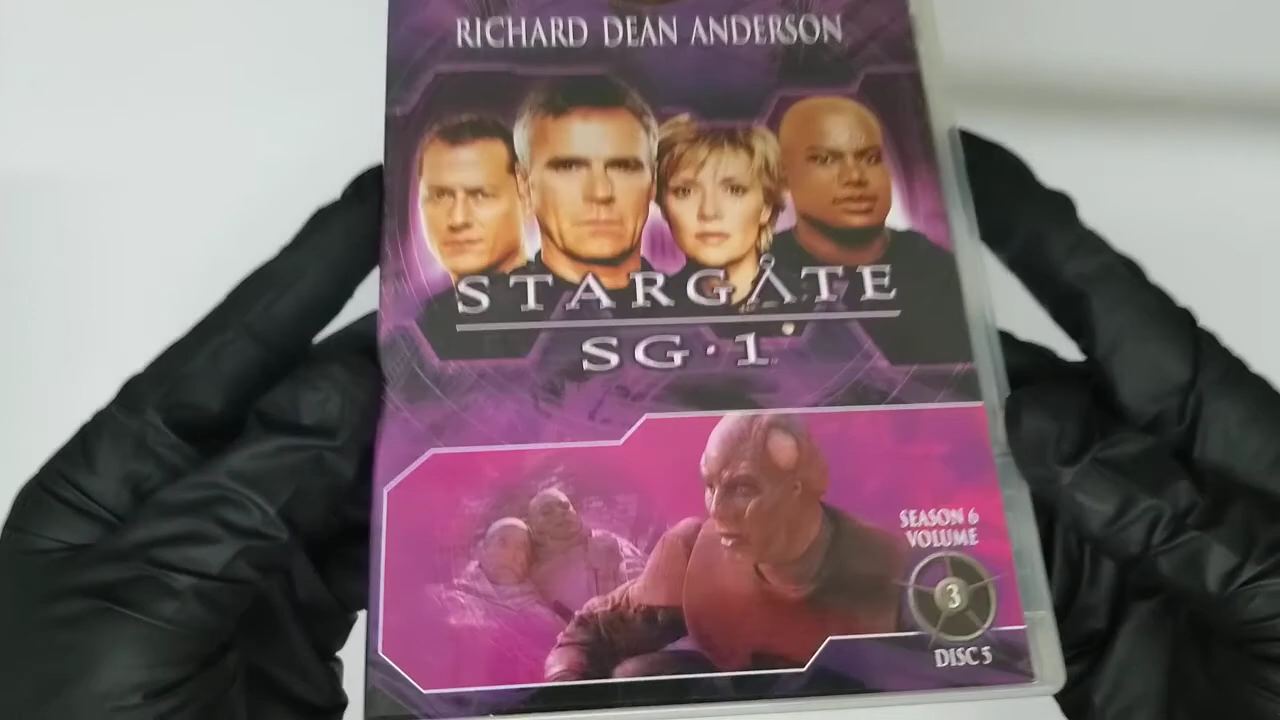 RICHARD DEAN ANDERSON
STARGATE
SG·1
SEASON 6
VOLUME
3
DISC 5